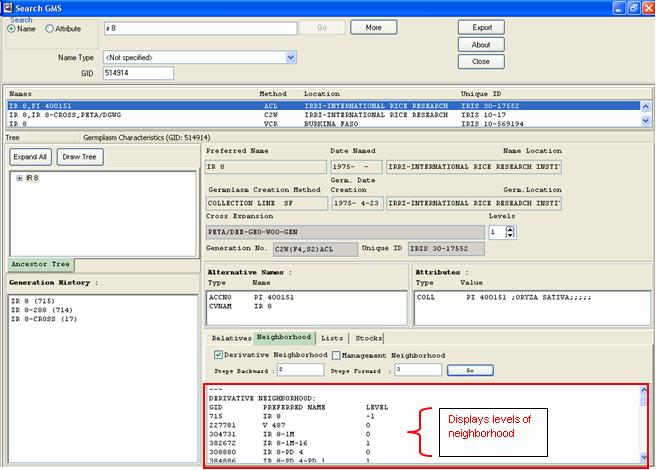 Search GMS
Search
Name Attribute ir 8 Go More Export
About
Name Type <Not specified>
GID 514914 Close
Names Method Location Unique ID
IR 8,PI 400151 ACL IRRI-INTERNATIONAL RICE RESEARCH IRIS 30-17552
IR 8,IR 8-CROSS,PETA/DGWG C2W IRRI-INTERNATIONAL RICE RESEARCH IRIS 10-17
IR 8 VCR BURKINA FASO IRIS 10-569194
Tree Germplasm Characteristics (GID: 514914)
Expand All Draw Tree
IR 8
Ancestor Tree
Generation History :
IR 8 (715)
IR 8-288 (714)
IR 8-CROSS (17)
Preferred Name Date Named Name Location
IR 8 1975- - IRRI-INTERNATIONAL RICE RESEARCH INSTI
Germ. Date
Germplasm Creation Method Creation Germ.Location
COLLECTION LINE SF 1975- 4-23 IRRI-INTERNATIONAL RICE RESEARCH INSTI
Cross Expansion Levels
PETA/DEE-GEO-WOO-GEN 1
Generation No. C2W(F4,S2)ACL Unique ID IRIS 30-17552
Alternative Names : Attributes :
Type Name Type Value
ACCNO PI 400151 COLL PI 400151 ;ORYZA SATIVA;;;;;
CVNAM IR 8
Relatives Neighborhood Lists Stocks
Derivative Neighborhood Management Neighborhood
Steps Backward : 2 Steps Forward : 3 Go
---
DERIVATIVE NEIGHBORHOOD:
GID PREFERRED NAME LEVEL
715 IR 8 -1
227781 V 487 0
304731 IR 8-1M 0
382672 IR 8-1M-16 1
308880 IR 8-PD 4 0
384886 IR 8-PD 4-PD 1 1
Displays levels of
neighborhood